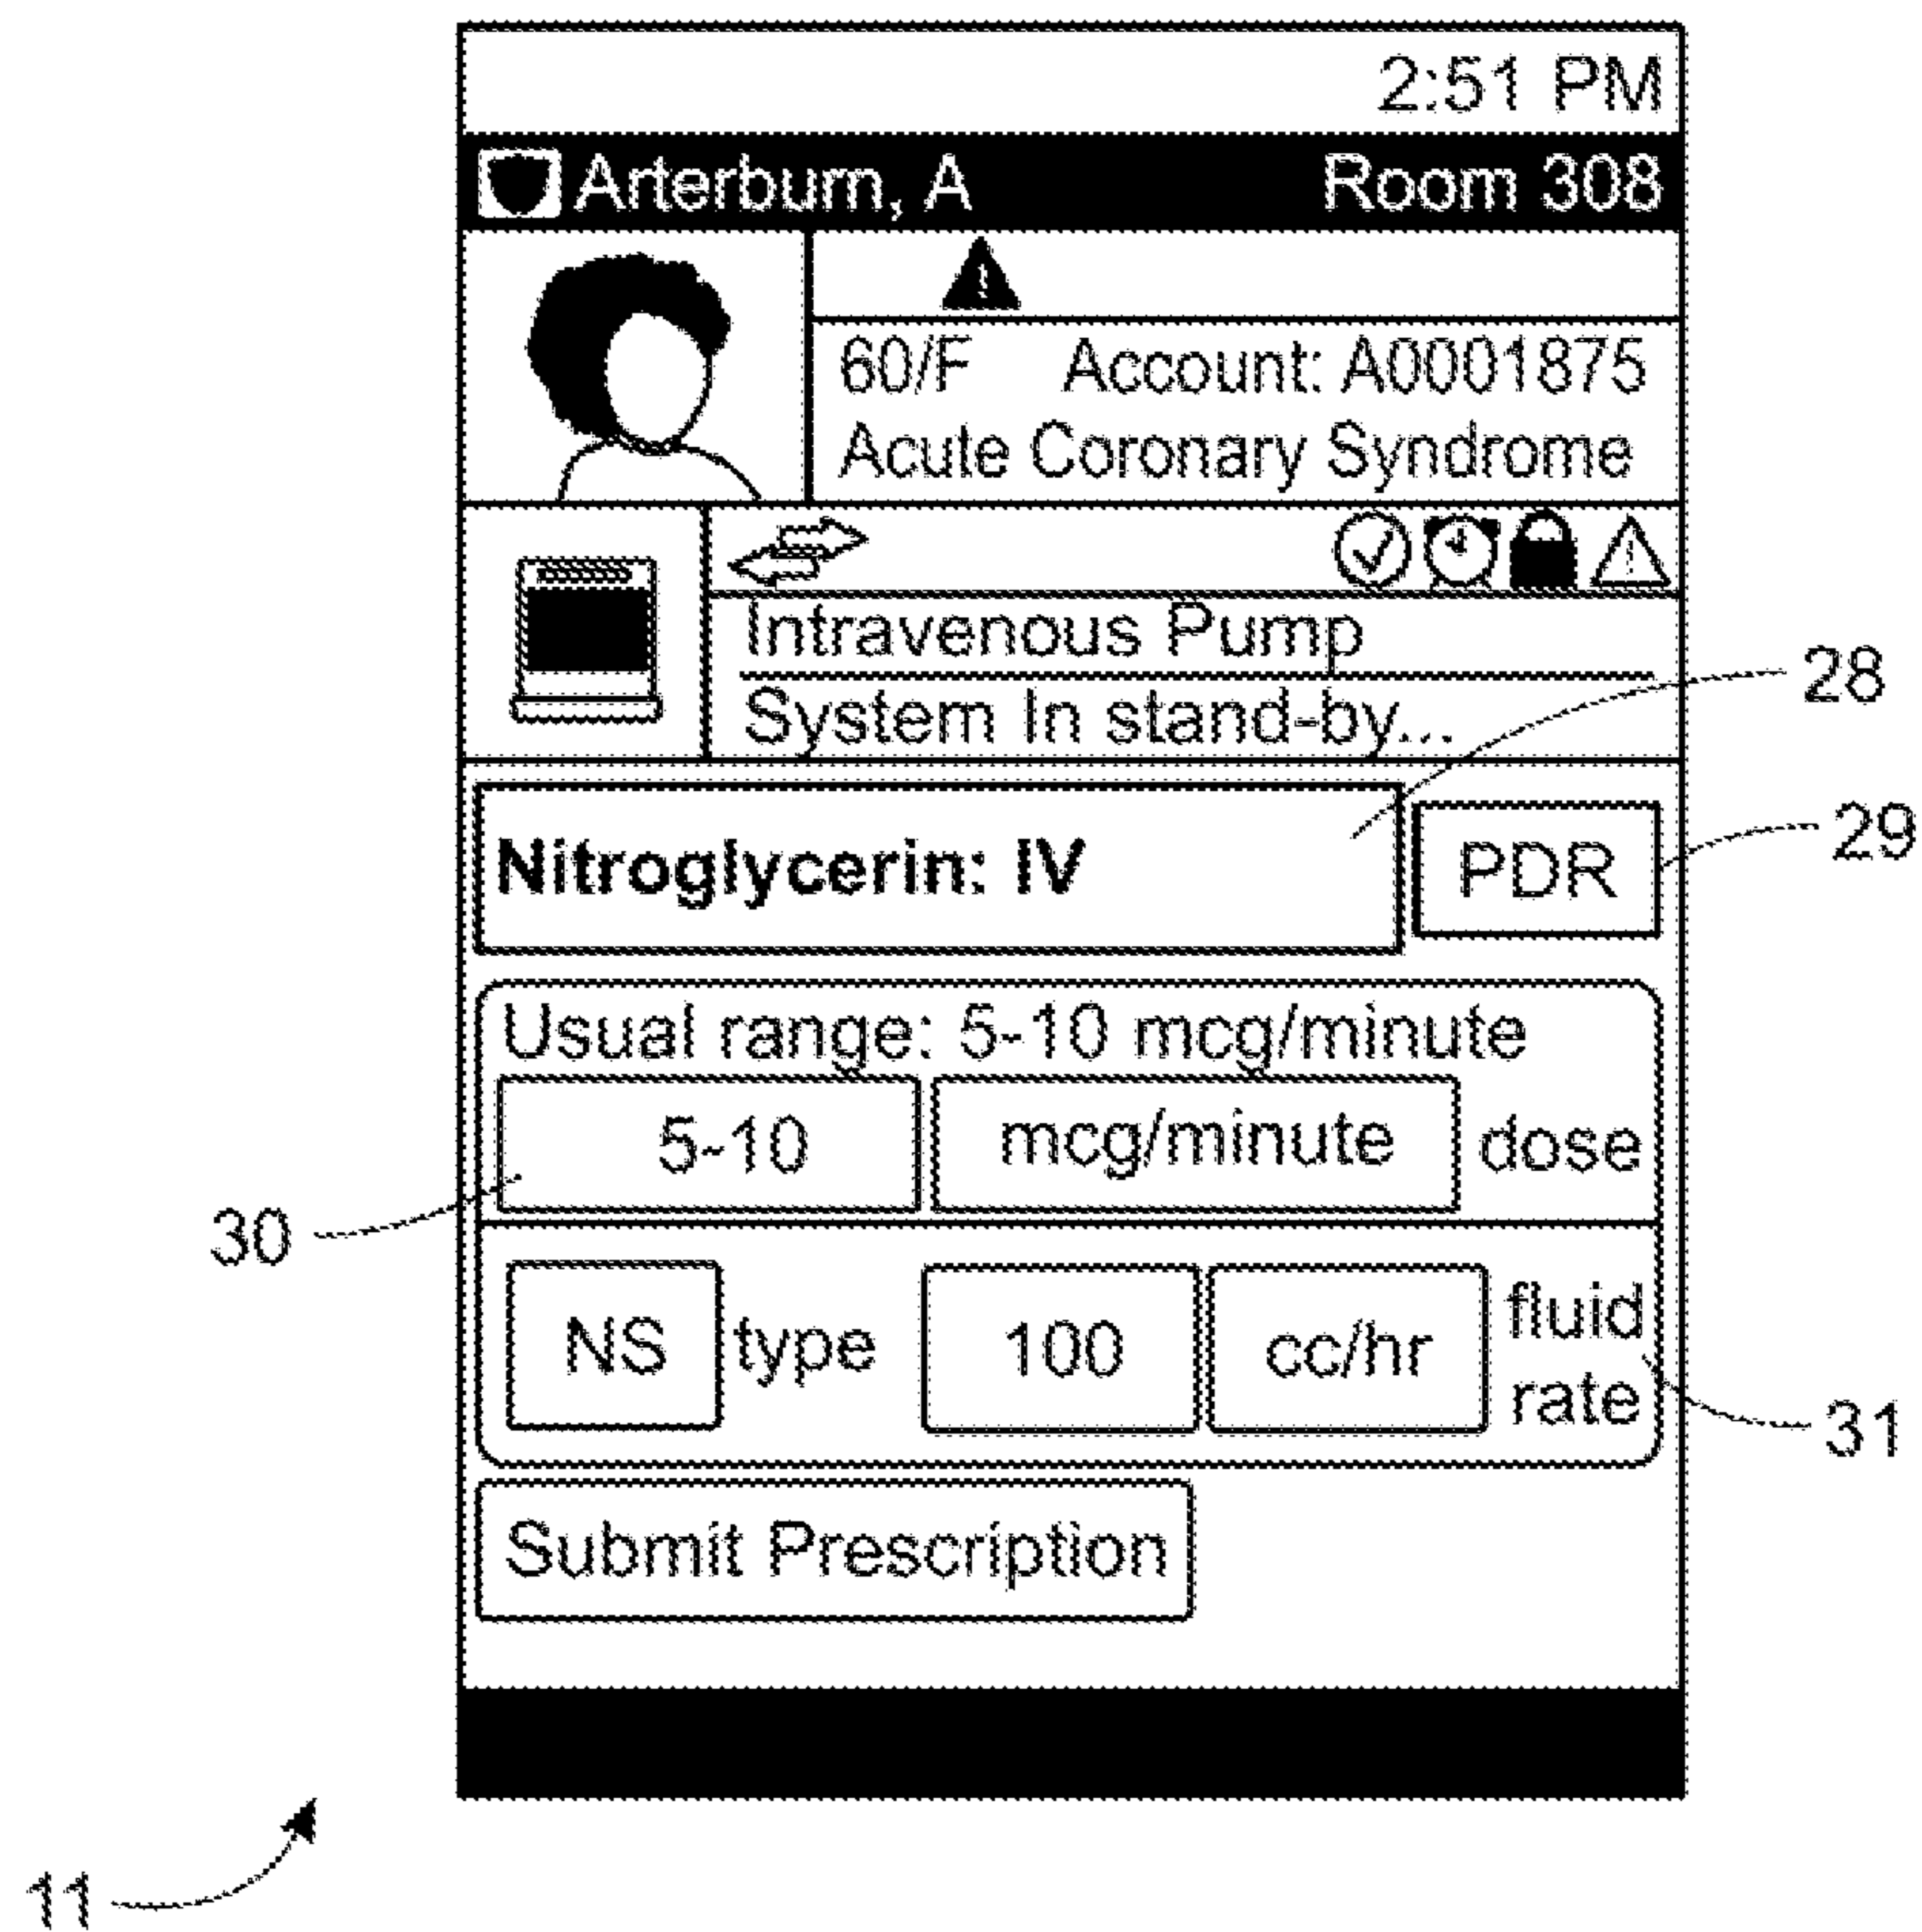 2:51 PM
Arterburn, A Room 308
60/F Account: A0001875
Acute Coronary Syndrome
Intravenous Pump
System In stand-by...
28
Nitroglycerin: IV PDR
29
Usual range: 5-10 mcg/minute
5-10 mcg/minute dose
30
NS type 100 cc/hr fluid rate
31
Submit Prescription
11